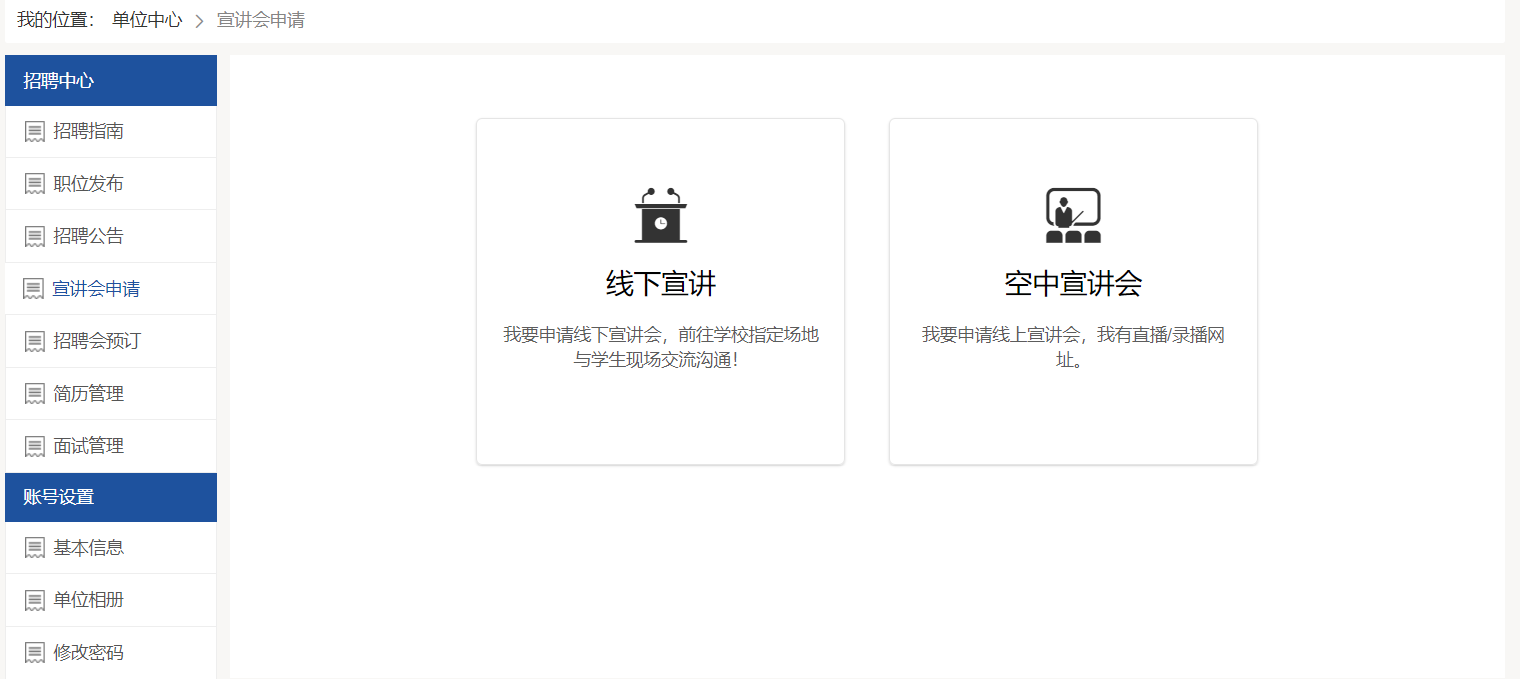 我的位置： 单位中心 > 宣讲会申请
招聘中心
招聘指南
职位发布
招聘公告
宣讲会申请
招聘会预订
简历管理
面试管理
账号设置
基本信息
单位相册
修改密码
线下宣讲
我要申请线下宣讲会，前往学校指定场地
与学生现场交流沟通！
空中宣讲会
我要申请线上宣讲会，我有直播/录播网
址。